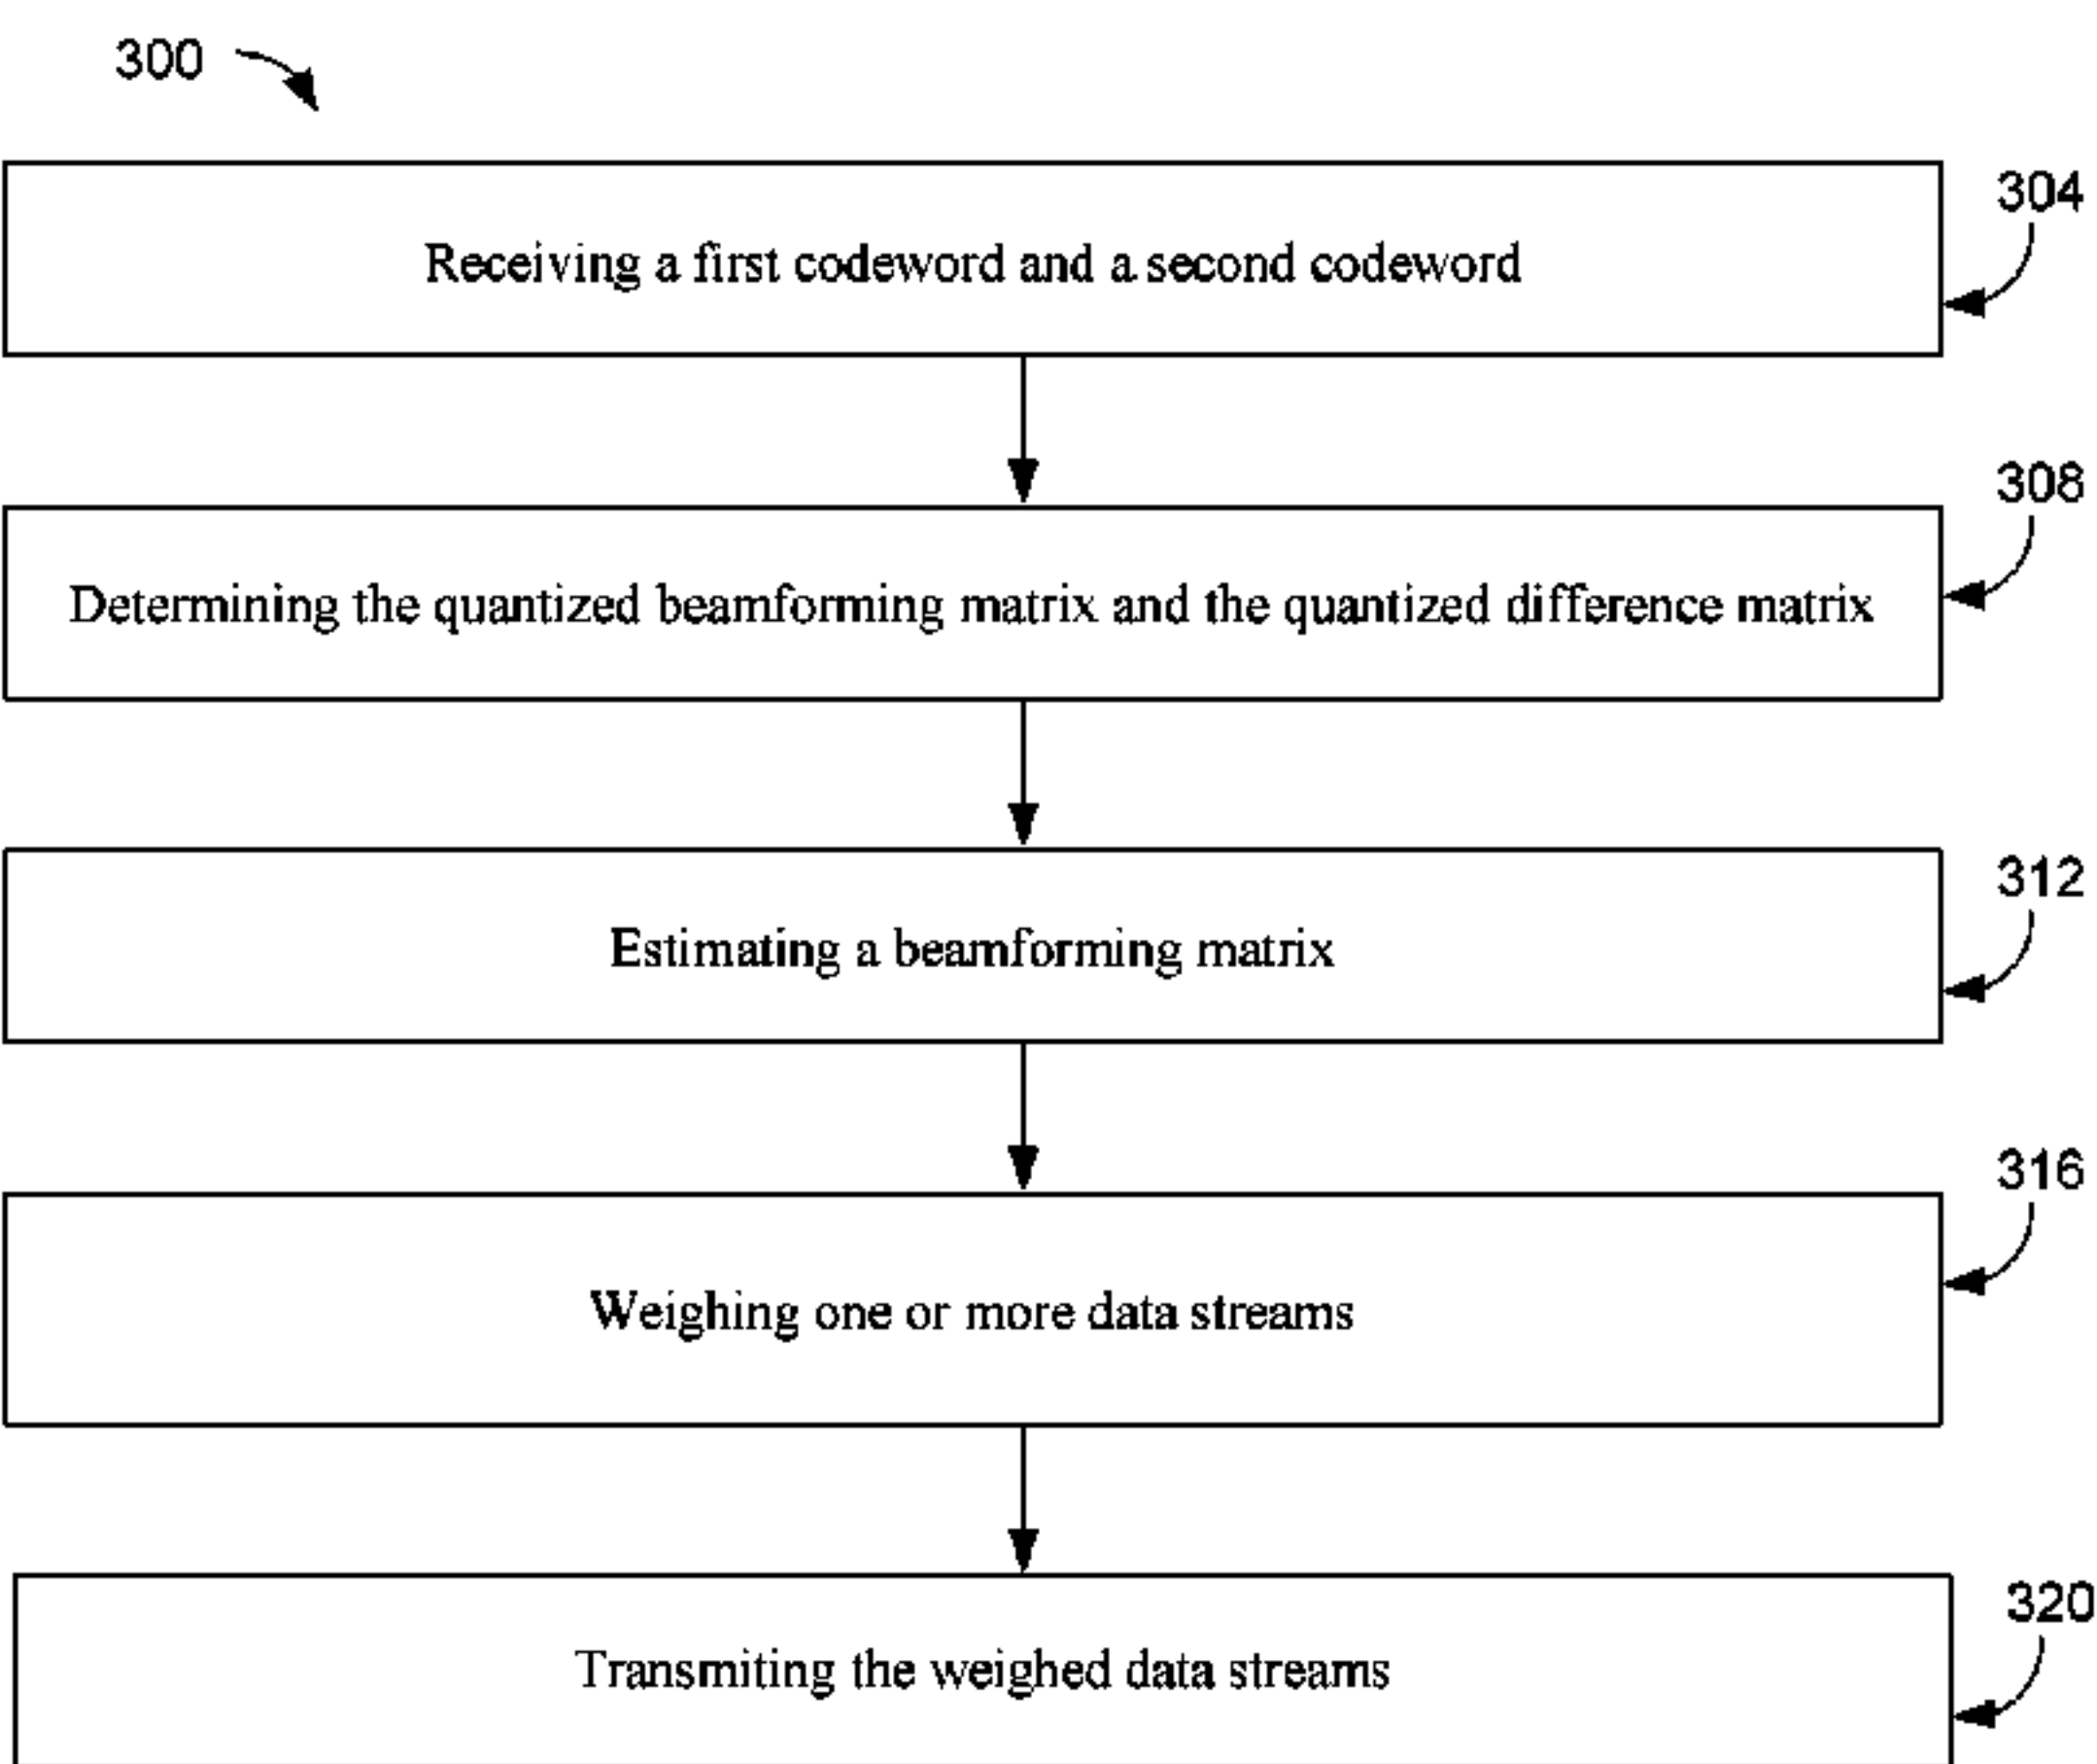 300
304
Receiving a first codeword and a second codeword
308
Determining the quantized beamforming matrix and the quantized difference matrix
312
Estimating a beamforming matrix
316
Weighing one or more data streams
320
Transmiting the weighed data streams